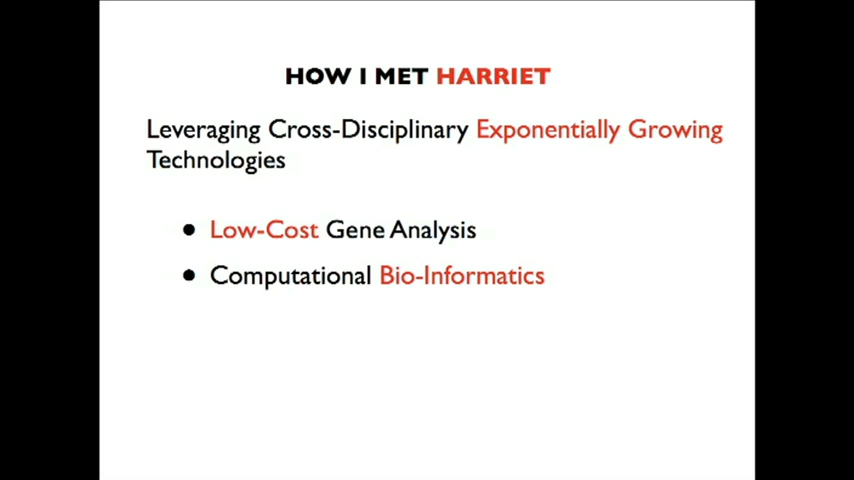 HOW I MET HARRIET
Leveraging Cross-Disciplinary Exponentially Growing
Technologies
● Low-Cost Gene Analysis
● Computational Bio-Informatics